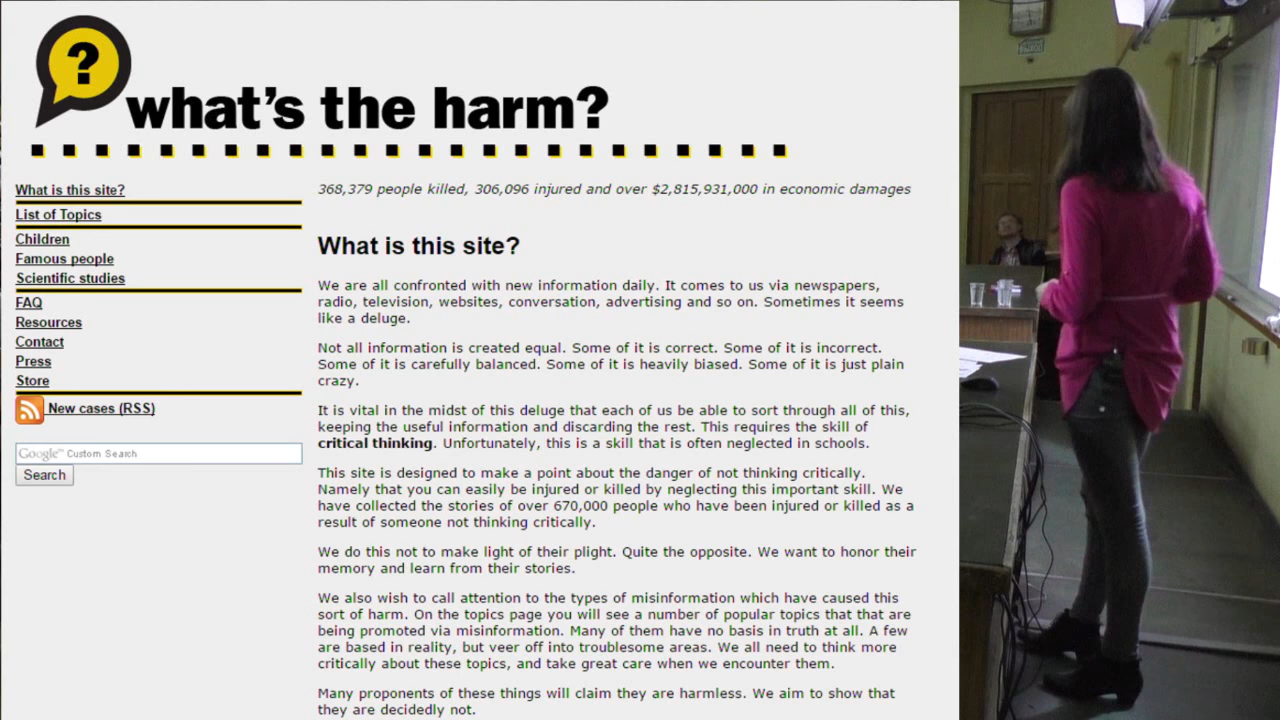 ?
what's the harm?
What is this site?
List of Topics
Children
Famous people
Scientific studies
FAQ
Resources
Contact
Press
Store
New cases (RSS)
Google™ Custom Search
Search
368,379 people killed, 306,096 injured and over $2,815,931,000 in economic damages
What is this site?
We are all confronted with new information daily. It comes to us via newspapers,
radio, television, websites, conversation, advertising and so on. Sometimes it seems
like a deluge.
Not all information is created equal. Some of it is correct. Some of it is incorrect.
Some of it is carefully balanced. Some of it is heavily biased. Some of it is just plain
crazy.
It is vital in the midst of this deluge that each of us be able to sort through all of this,
keeping the useful information and discarding the rest. This requires the skill of
critical thinking. Unfortunately, this is a skill that is often neglected in schools.
This site is designed to make a point about the danger of not thinking critically.
Namely that you can easily be injured or killed by neglecting this important skill. We
have collected the stories of over 670,000 people who have been injured or killed as a
result of someone not thinking critically.
We do this not to make light of their plight. Quite the opposite. We want to honor their
memory and learn from their stories.
We also wish to call attention to the types of misinformation which have caused this
sort of harm. On the topics page you will see a number of popular topics that that are
being promoted via misinformation. Many of them have no basis in truth at all. A few
are based in reality, but veer off into troublesome areas. We all need to think more
critically about these topics, and take great care when we encounter them.
Many proponents of these things will claim they are harmless. We aim to show that
they are decidedly not.